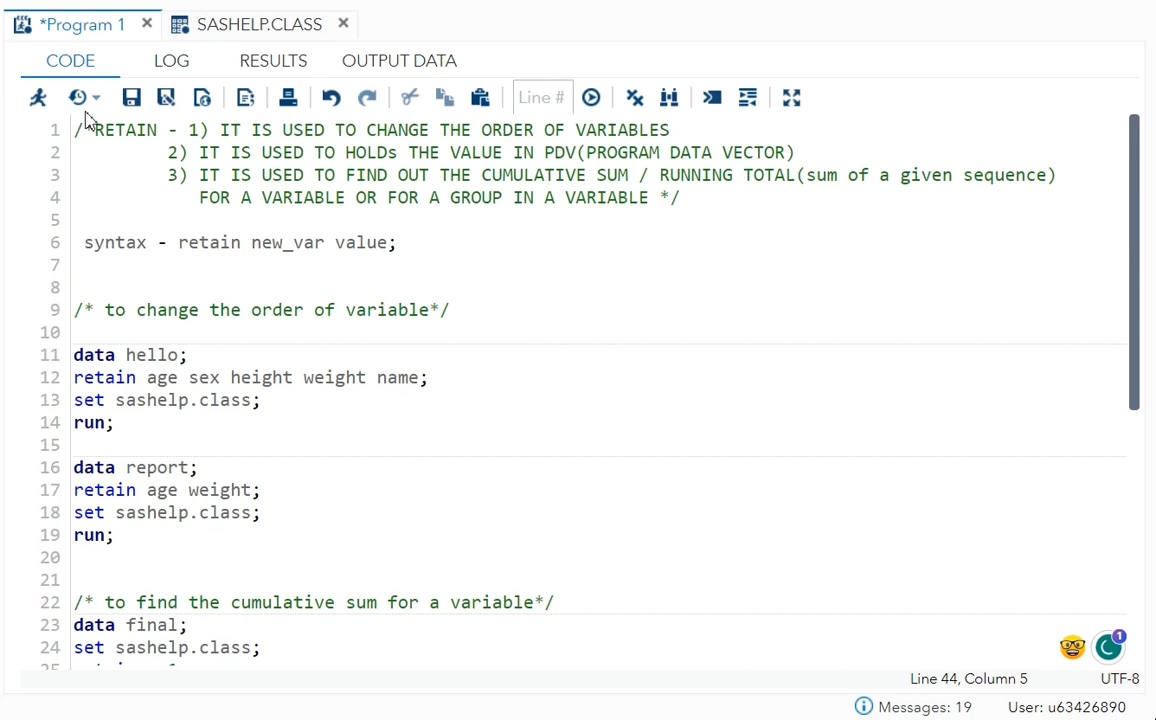 *Program 1 × SASHELP.CLASS ×
CODE LOG RESULTS OUTPUT DATA
Line #
1 /*RETAIN - 1) IT IS USED TO CHANGE THE ORDER OF VARIABLES
2 2) IT IS USED TO HOLDs THE VALUE IN PDV(PROGRAM DATA VECTOR)
3 3) IT IS USED TO FIND OUT THE CUMULATIVE SUM / RUNNING TOTAL(sum of a given sequence)
4 FOR A VARIABLE OR FOR A GROUP IN A VARIABLE */
5
6 syntax - retain new_var value;
7
8
9 /* to change the order of variable*/
10
11 data hello;
12 retain age sex height weight name;
13 set sashelp.class;
14 run;
15
16 data report;
17 retain age weight;
18 set sashelp.class;
19 run;
20
21
22 /* to find the cumulative sum for a variable*/
23 data final;
24 set sashelp.class;
1
Line 44, Column 5 UTF-8
Messages: 19 User: u63426890